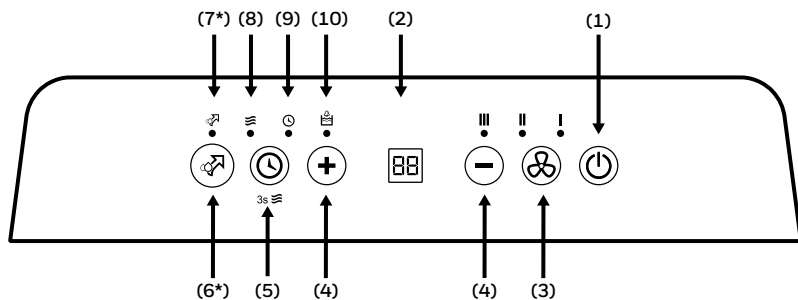 (7*) (8) (9) (10) (2) (1)
III II I
88
3s
(6*) (5) (4) (4) (3)